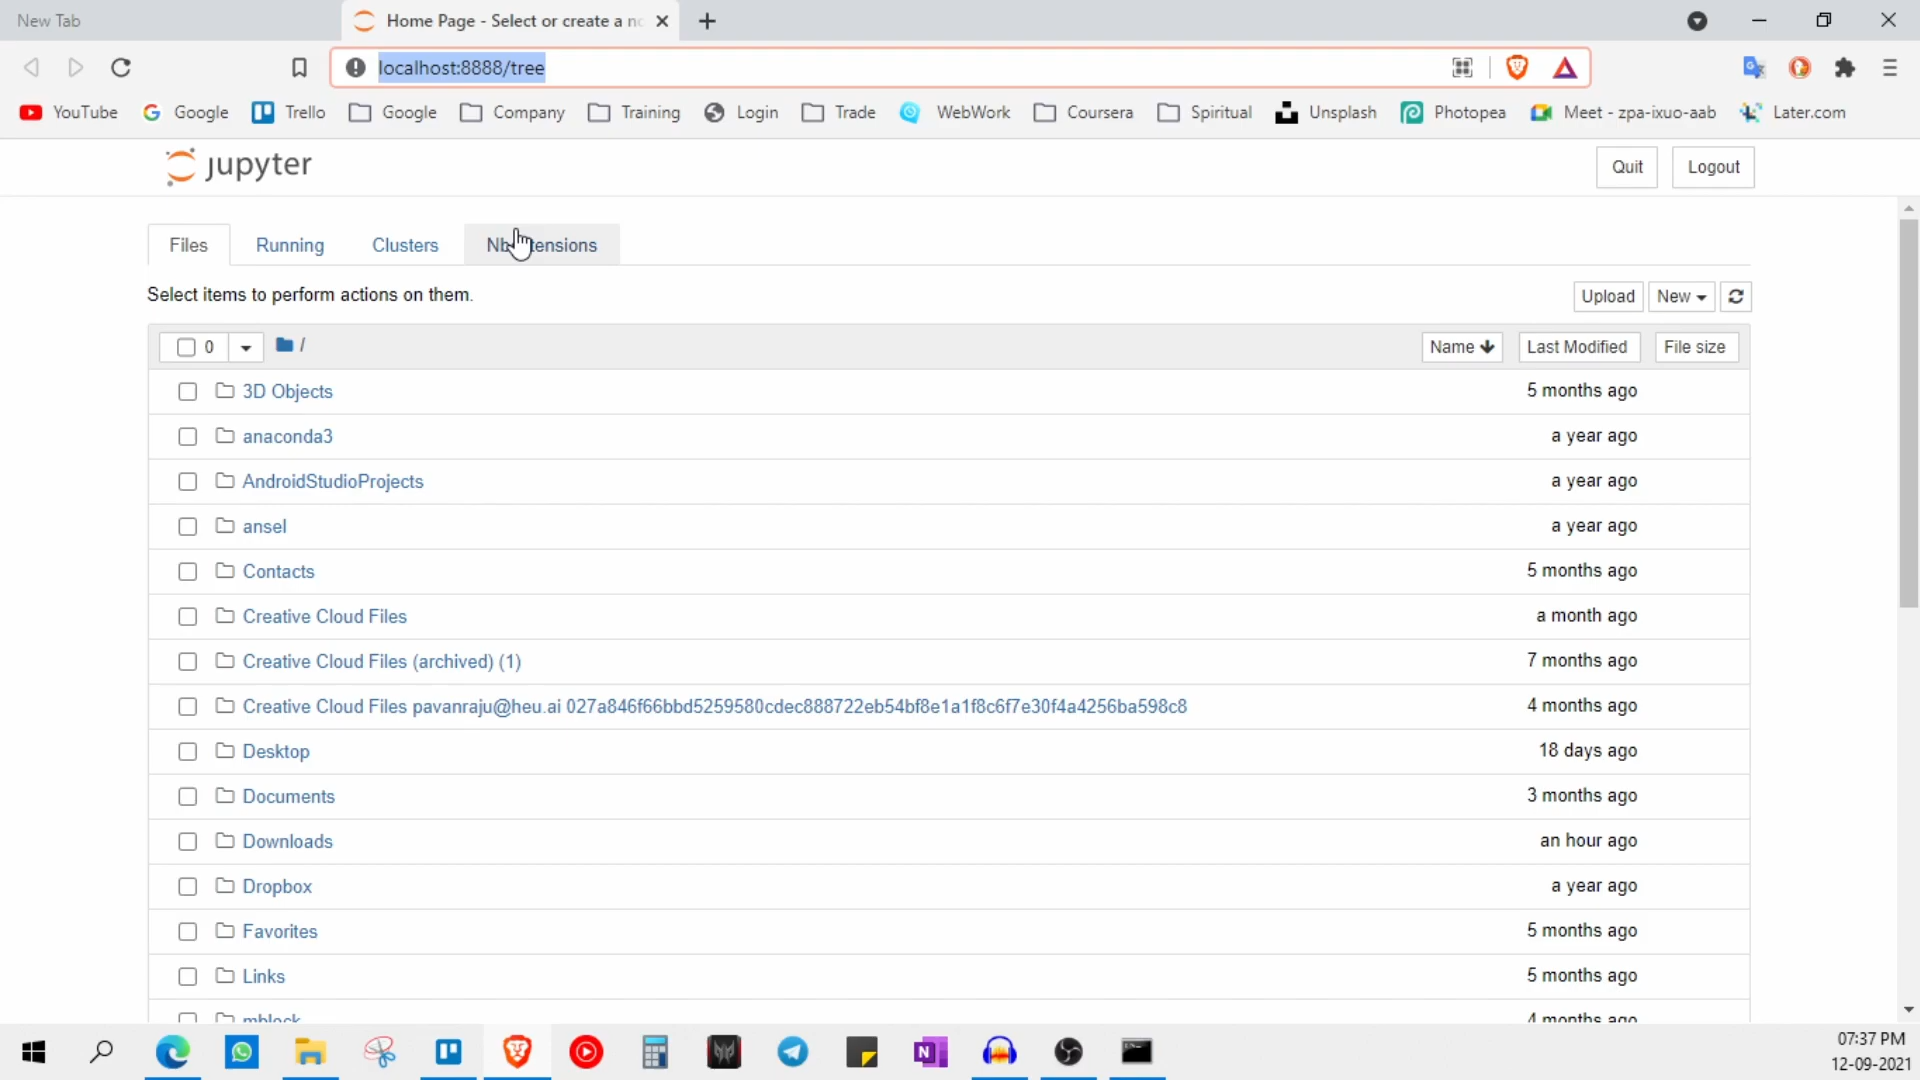 New Tab
Home Page - Select or create a no
localhost:8888/tree
YouTube Google Trello Google Company Training Login Trade WebWork Coursera Spiritual Unsplash Photopea Meet - zpa-ixuo-aab Later.com
jupyter
Quit Logout
Files Running Clusters
Select items to perform actions on them.
Upload New
0 / Name Last Modified File size
3D Objects 5 months ago
anaconda3 a year ago
AndroidStudioProjects a year ago
ansel a year ago
Contacts 5 months ago
Creative Cloud Files a month ago
Creative Cloud Files (archived) (1) 7 months ago
Creative Cloud Files pavanraju@heu.ai 027a846f66bbd5259580cdec888722eb54bf8e1a1f8c6f7e30f4a4256ba598c8 4 months ago
Desktop 18 days ago
Documents 3 months ago
Downloads an hour ago
Dropbox a year ago
Favorites 5 months ago
Links 5 months ago
mblock 4 months ago
07:37 PM
12-09-2021